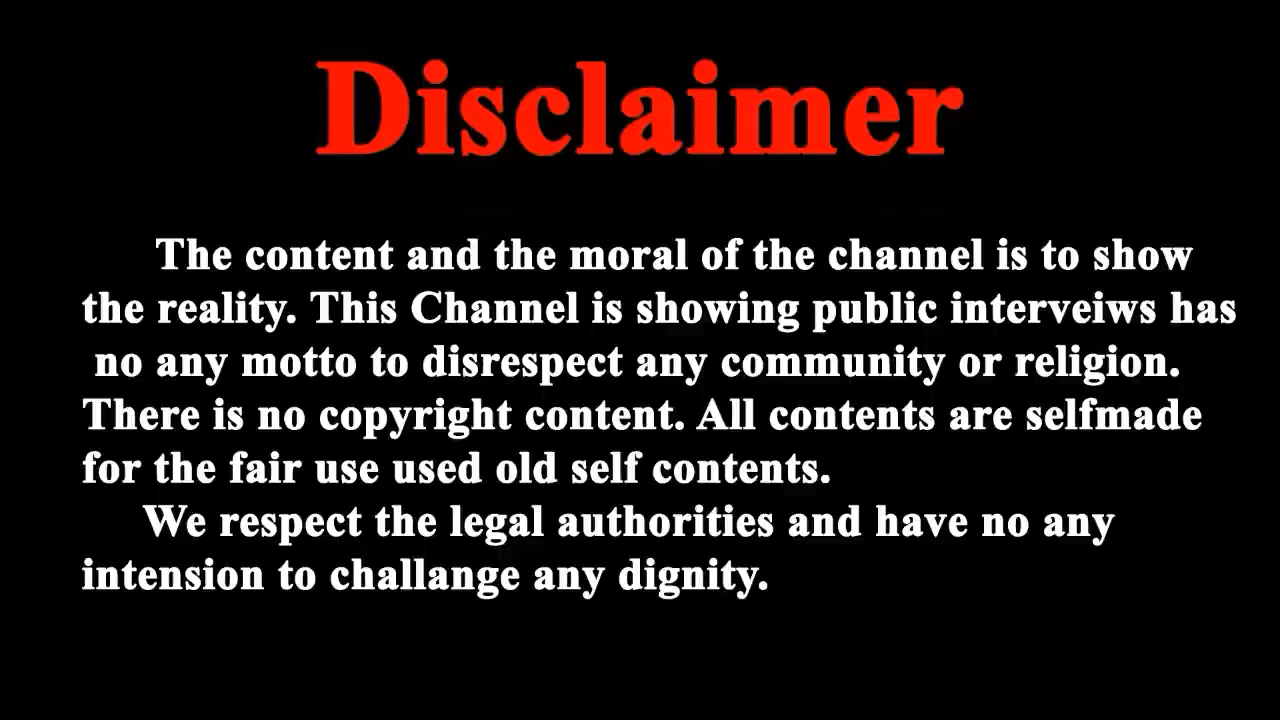 Disclaimer
The content and the moral of the channel is to show
the reality. This Channel is showing public interveiws has
no any motto to disrespect any community or religion.
There is no copyright content. All contents are selfmade
for the fair use used old self contents.
We respect the legal authorities and have no any
intension to challange any dignity.